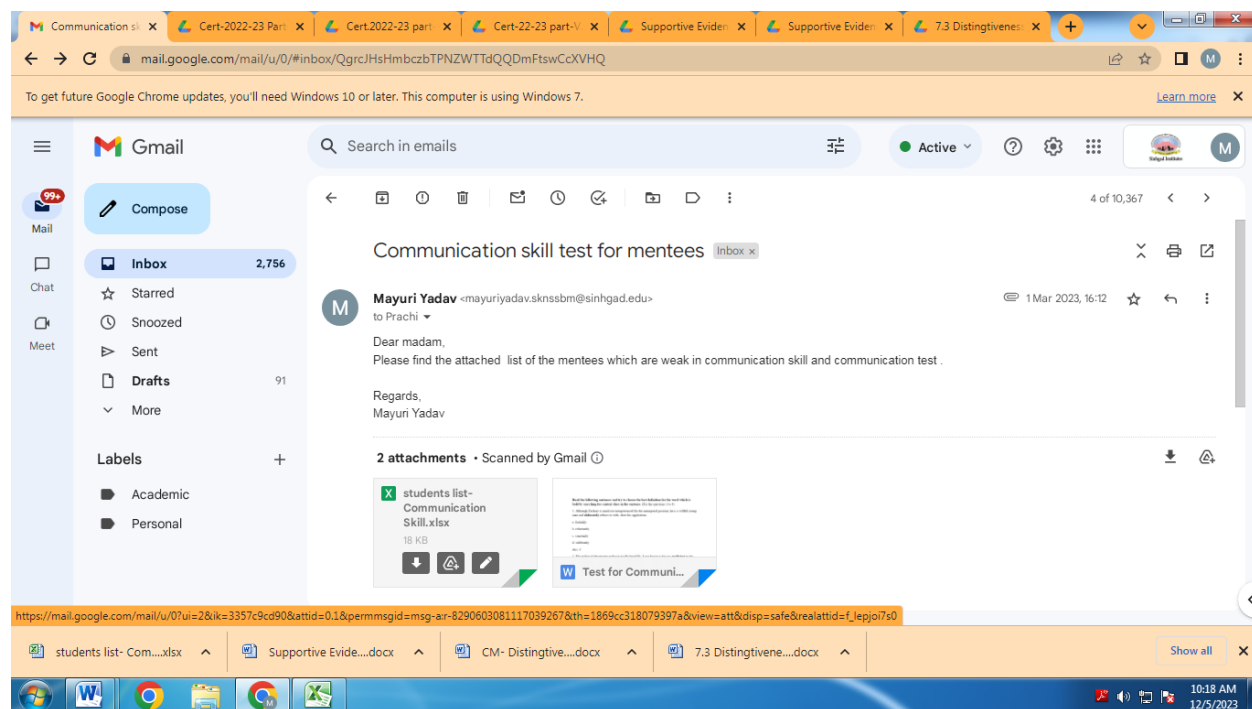 Communication sk
Cert-2022-23 Part
Cert.2022-23 part
Cert-22-23 part-V
Supportive Eviden
Supportive Eviden
7.3 Distingtivenes
mail.google.com/mail/u/0/#inbox/QgrcJHsHmbczbTPNZWTTdQQDmFtswCcXVHQ
M
To get future Google Chrome updates, you'll need Windows 10 or later. This computer is using Windows 7.
Learn more
Gmail
Search in emails
Active
Sinhgad Institutes
M
99+
Mail
Chat
Meet
Compose
4 of 10,367
Inbox 2,756
Starred
Snoozed
Sent
Drafts 91
More
Labels
Academic
Personal
Communication skill test for mentees Inbox ×
M
Mayuri Yadav <mayuriyadav.sknssbm@sinhgad.edu>
1 Mar 2023, 16:12
to Prachi
Dear madam,
Please find the attached list of the mentees which are weak in communication skill and communication test .
Regards,
Mayuri Yadav
2 attachments • Scanned by Gmail
X students list-
Communication
Skill.xlsx
18 KB
W Test for Communi...
https://mail.google.com/mail/u/0?ui=2&ik=3357c9cd90&attid=0.1&permmsgid=msg-a:r-8290603081117039267&th=1869cc318079397a&view=att&disp=safe&realattid=f_lepjoi7s0
students list- Com....xlsx
Supportive Evide....docx
CM- Distingtive....docx
7.3 Distingtivene....docx
Show all
10:18 AM
12/5/2023